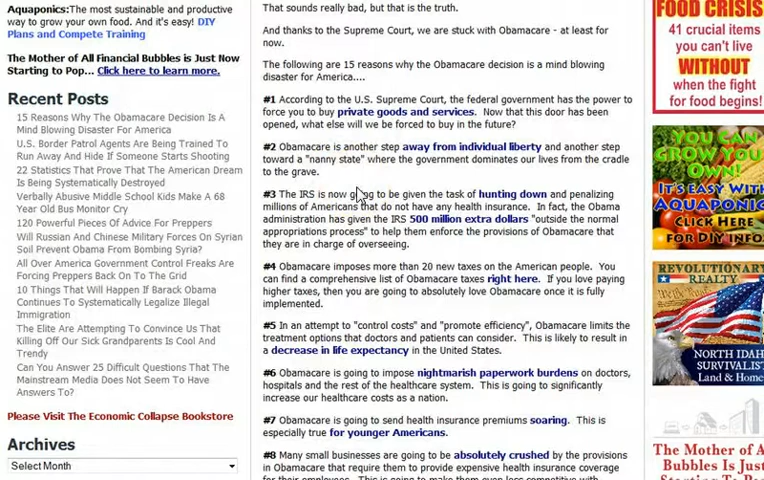 Aquaponics:The most sustainable and productive
way to grow your own food. And it's easy! DIY
Plans and Compete Training
The Mother of All Financial Bubbles is Just Now
Starting to Pop... Click here to learn more.
Recent Posts
15 Reasons Why The Obamacare Decision Is A
Mind Blowing Disaster For America
U.S. Border Patrol Agents Are Being Trained To
Run Away And Hide If Someone Starts Shooting
22 Statistics That Prove That The American Dream
Is Being Systematically Destroyed
Verbally Abusive Middle School Kids Make A 68
Year Old Bus Monitor Cry
120 Powerful Pieces Of Advice For Preppers
Will Russian And Chinese Military Forces On Syrian
Soil Prevent Obama From Bombing Syria?
All Over America Government Control Freaks Are
Forcing Preppers Back On To The Grid
10 Things That Will Happen If Barack Obama
Continues To Systematically Legalize Illegal
Immigration
The Elite Are Attempting To Convince Us That
Killing Off Our Sick Grandparents Is Cool And
Trendy
Can You Answer 25 Difficult Questions That The
Mainstream Media Does Not Seem To Have
Answers To?
Please Visit The Economic Collapse Bookstore
Archives
Select Month
That sounds really bad, but that is the truth.
And thanks to the Supreme Court, we are stuck with Obamacare - at least for
now.
The following are 15 reasons why the Obamacare decision is a mind blowing
disaster for America....
#1 According to the U.S. Supreme Court, the federal government has the power to
force you to buy private goods and services. Now that this door has been
opened, what else will we be forced to buy in the future?
#2 Obamacare is another step away from individual liberty and another step
toward a "nanny state" where the government dominates our lives from the cradle
to the grave.
#3 The IRS is now going to be given the task of hunting down and penalizing
millions of Americans that do not have any health insurance. In fact, the Obama
administration has given the IRS 500 million extra dollars "outside the normal
appropriations process" to help them enforce the provisions of Obamacare that
they are in charge of overseeing.
#4 Obamacare imposes more than 20 new taxes on the American people. You
can find a comprehensive list of Obamacare taxes right here. If you love paying
higher taxes, then you are going to absolutely love Obamacare once it is fully
implemented.
#5 In an attempt to "control costs" and "promote efficiency", Obamacare limits the
treatment options that doctors and patients can consider. This is likely to result in
a decrease in life expectancy in the United States.
#6 Obamacare is going to impose nightmarish paperwork burdens on doctors,
hospitals and the rest of the healthcare system. This is going to significantly
increase our healthcare costs as a nation.
#7 Obamacare is going to send health insurance premiums soaring. This is
especially true for younger Americans.
#8 Many small businesses are going to be absolutely crushed by the provisions
in Obamacare that require them to provide expensive health insurance coverage
for their employees. This is going to make them even less competitive with
FOOD CRISIS
41 crucial items
you can't live
WITHOUT
when the fight
for food begins!
YOU CAN
GROW YOUR
OWN!
IT'S EASY WITH
AQUAPONICS
CLICK HERE
FOR DIY INFO
REVOLUTIONARY
REALTY
NORTH IDAHO
SURVIVALIST
Land & Home
The Mother of A
Bubbles Is Just
Starting To Po